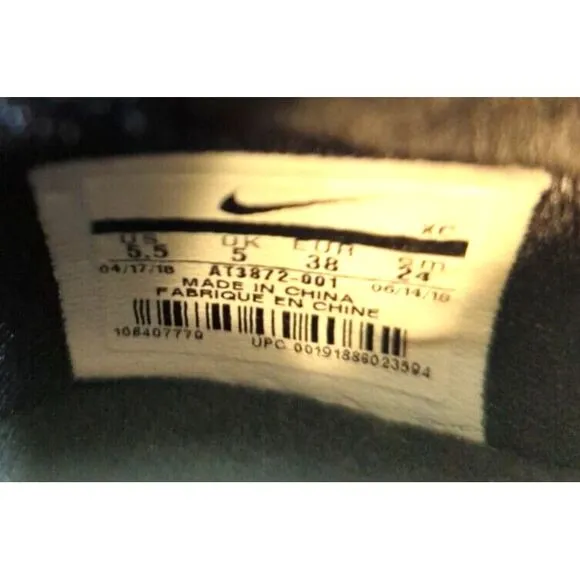 XC
US UK EUR cm
5.5 5 38 24
04/17/18 AT3872-001 06/14/18
MADE IN CHINA
FABRIQUE EN CHINE
UPC 00191886023594